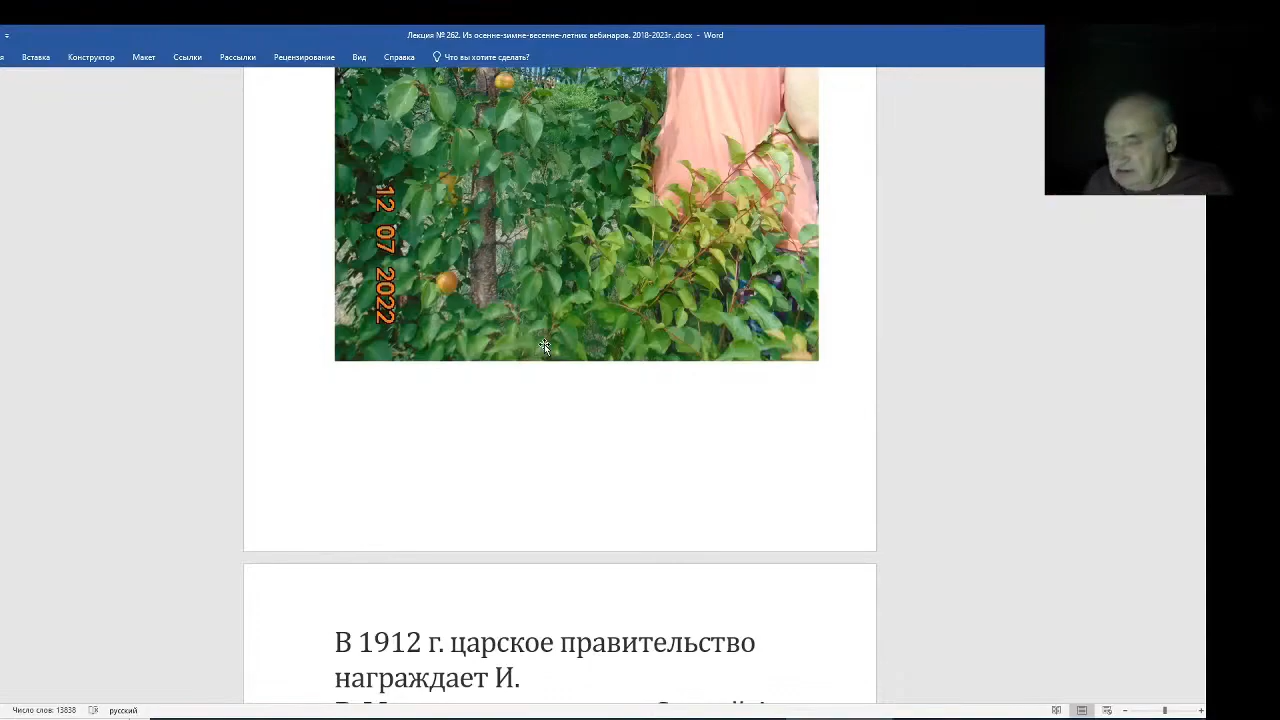 Лекция № 262. Из осенне-зимне-весенне-летних вебинаров. 2018-2023г..docx - Word
Вставка Конструктор Макет Ссылки Рассылки Рецензирование Вид Справка Что вы хотите сделать?
12 07 2022
В 1912 г. царское правительство
награждает И.
Число слов: 13838 русский